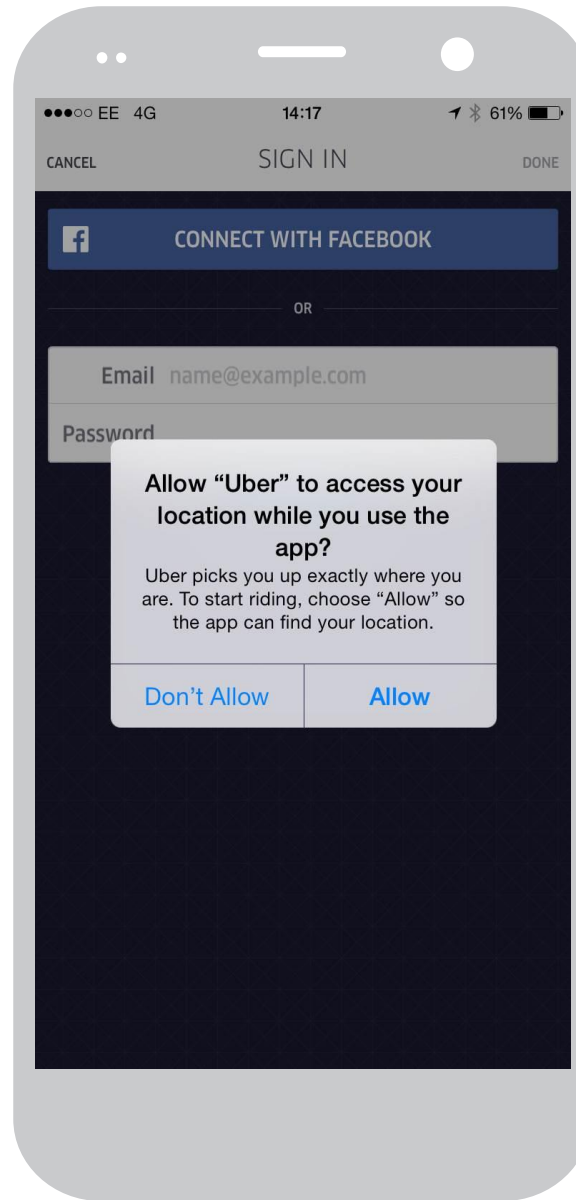 EE 4G 14:17 61%
CANCEL SIGN IN DONE
f CONNECT WITH FACEBOOK
OR
Email name@example.com
Password
Allow “Uber” to access your
location while you use the
app?
Uber picks you up exactly where you
are. To start riding, choose “Allow” so
the app can find your location.
Don’t Allow Allow